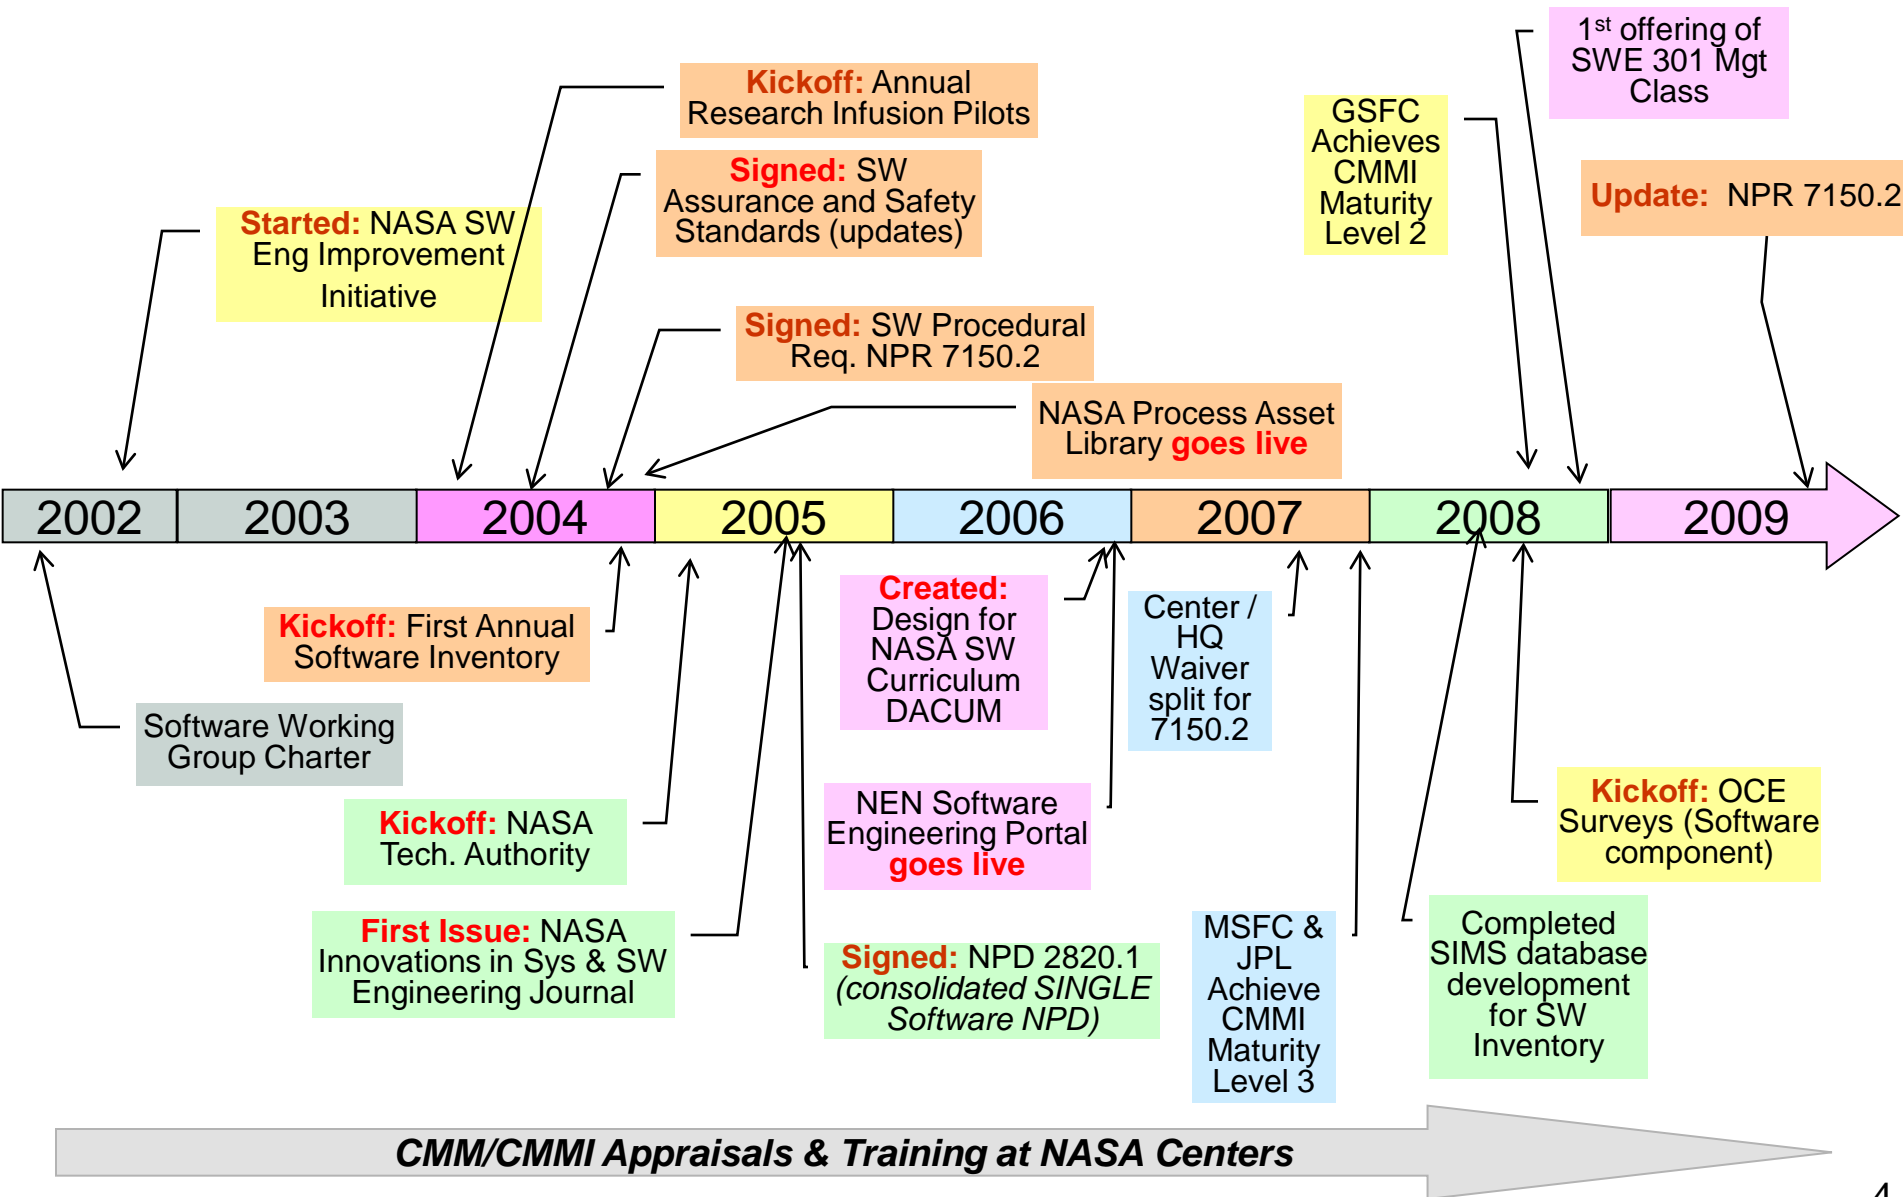 1st offering of
SWE 301 Mgt
Class
Kickoff: Annual
Research Infusion Pilots
GSFC
Achieves
CMMI
Maturity
Level 2
Signed: SW
Assurance and Safety
Standards (updates)
Update: NPR 7150.2
Started: NASA SW
Eng Improvement
Initiative
Signed: SW Procedural
Req. NPR 7150.2
NASA Process Asset
Library goes live
2002
2003
2004
2005
2006
2007
2008
2009
Kickoff: First Annual
Software Inventory
Created:
Design for
NASA SW
Curriculum
DACUM
Center /
HQ
Waiver
split for
7150.2
Software Working
Group Charter
Kickoff: NASA
Tech. Authority
NEN Software
Engineering Portal
goes live
Kickoff: OCE
Surveys (Software
component)
First Issue: NASA
Innovations in Sys & SW
Engineering Journal
Signed: NPD 2820.1
(consolidated SINGLE
Software NPD)
MSFC &
JPL
Achieve
CMMI
Maturity
Level 3
Completed
SIMS database
development
for SW
Inventory
CMM/CMMI Appraisals & Training at NASA Centers
4